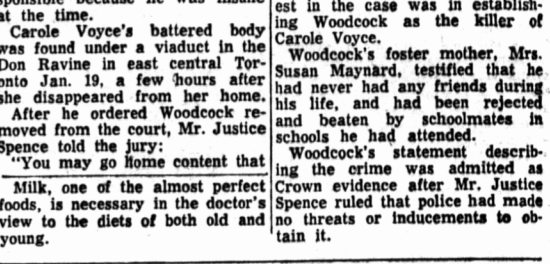 sponsible because he was insane
at the time.
Carole Voyce's battered body
was found under a viaduct in the
Don Ravine in east central Tor-
onto Jan. 19, a few hours after
she disappeared from her home.
After he ordered Woodcock re-
moved from the court, Mr. Justice
Spence told the jury:
"You may go home content that
Milk, one of the almost perfect
foods, is necessary in the doctor's
view to the diets of both old and
young.
est in the case was in establish-
ing Woodcock as the killer of
Carole Voyce.
Woodcock's foster mother, Mrs.
Susan Maynard, testified that he
had never had any friends during
his life, and had been rejected
and beaten by schoolmates in
schools he had attended.
Woodcock's statement describ-
ing the crime was admitted as
Crown evidence after Mr. Justice
Spence ruled that police had made
no threats or inducements to ob-
tain it.